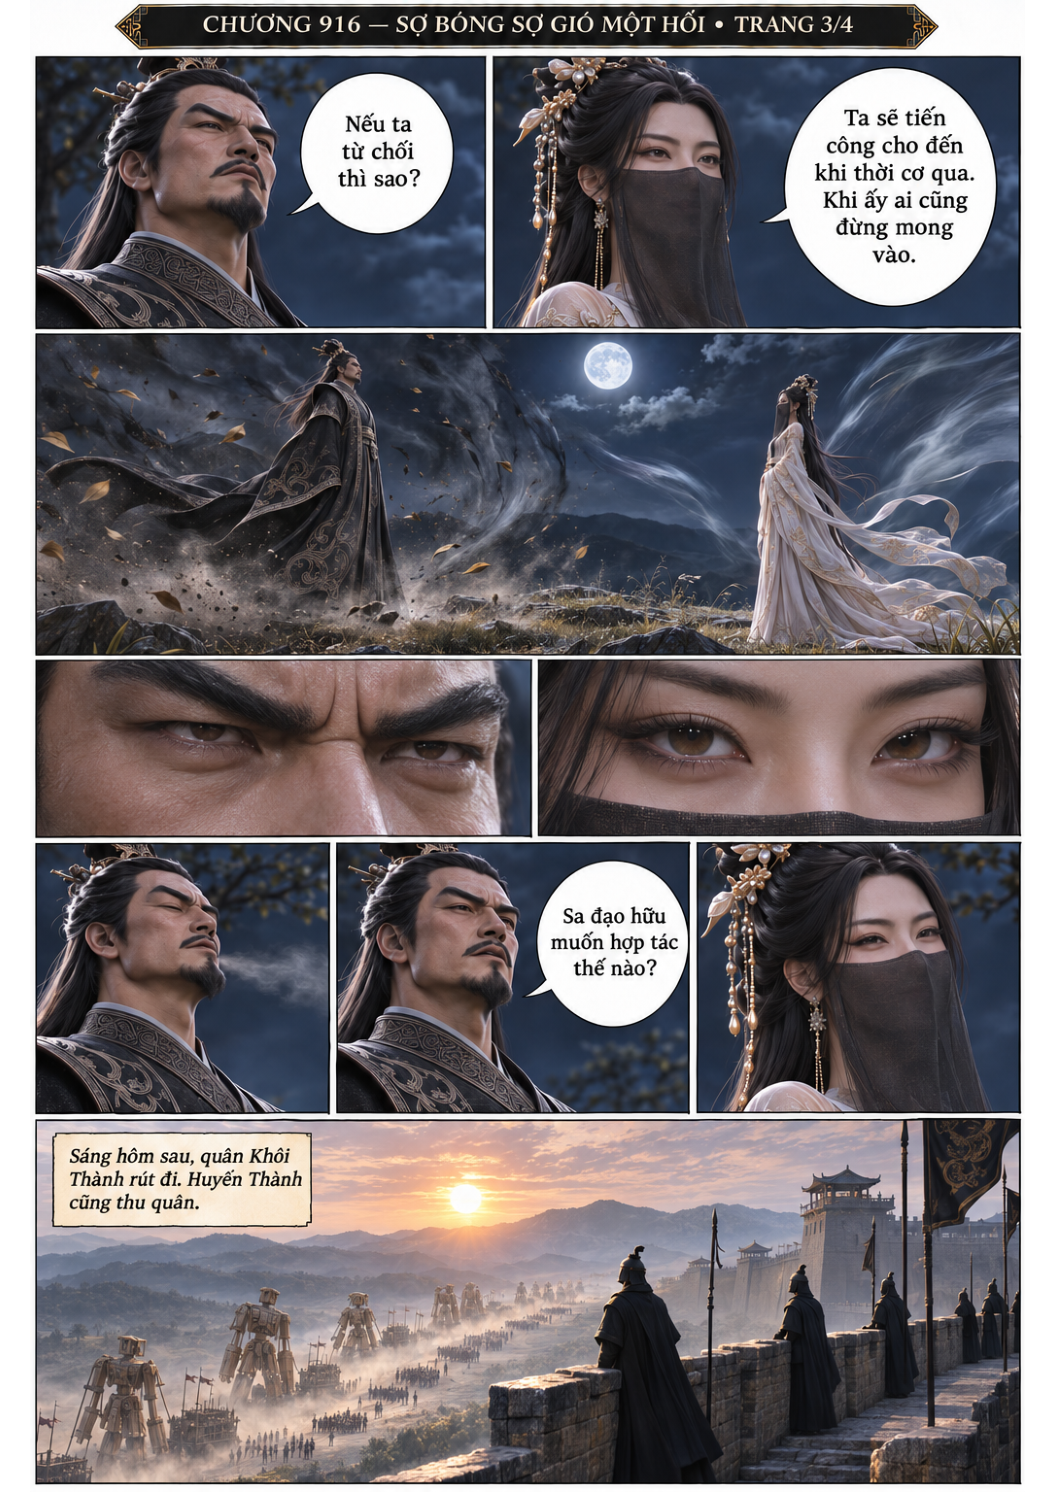 CHƯƠNG 916 — SỢ BÓNG SỢ GIÓ MỘT HỒI • TRANG 3/4
Nếu ta
từ chối
thì sao?
Ta sẽ tiến
công cho đến
khi thời cơ qua.
Khi ấy ai cũng
đừng mong
vào.
Sa đạo hữu
muốn hợp tác
thế nào?
Sáng hôm sau, quân Khôi
Thành rút đi. Huyến Thành
cũng thu quân.